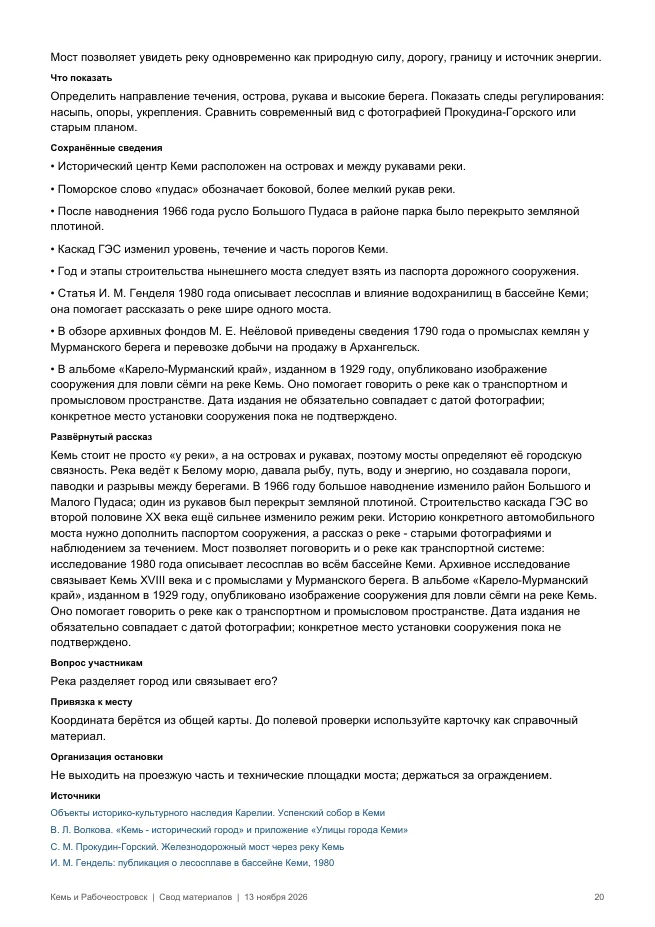 Мост позволяет увидеть реку одновременно как природную силу, дорогу, границу и источник энергии.
Что показать
Определить направление течения, острова, рукава и высокие берега. Показать следы регулирования:
насыпь, опоры, укрепления. Сравнить современный вид с фотографией Прокудина-Горского или
старым планом.
Сохранённые сведения
• Исторический центр Кеми расположен на островах и между рукавами реки.
• Поморское слово «пудас» обозначает боковой, более мелкий рукав реки.
• После наводнения 1966 года русло Большого Пудаса в районе парка было перекрыто земляной
плотиной.
• Каскад ГЭС изменил уровень, течение и часть порогов Кеми.
• Год и этапы строительства нынешнего моста следует взять из паспорта дорожного сооружения.
• Статья И. М. Генделя 1980 года описывает лесосплав и влияние водохранилищ в бассейне Кеми;
она помогает рассказать о реке шире одного моста.
• В обзоре архивных фондов М. Е. Неёловой приведены сведения 1790 года о промыслах кемлян у
Мурманского берега и перевозке добычи на продажу в Архангельск.
• В альбоме «Карело-Мурманский край», изданном в 1929 году, опубликовано изображение
сооружения для ловли сёмги на реке Кемь. Оно помогает говорить о реке как о транспортном и
промысловом пространстве. Дата издания не обязательно совпадает с датой фотографии;
конкретное место установки сооружения пока не подтверждено.
Развёрнутый рассказ
Кемь стоит не просто «у реки», а на островах и рукавах, поэтому мосты определяют её городскую
связность. Река ведёт к Белому морю, давала рыбу, путь, воду и энергию, но создавала пороги,
паводки и разрывы между берегами. В 1966 году большое наводнение изменило район Большого и
Малого Пудаса; один из рукавов был перекрыт земляной плотиной. Строительство каскада ГЭС во
второй половине XX века ещё сильнее изменило режим реки. Историю конкретного автомобильного
моста нужно дополнить паспортом сооружения, а рассказ о реке - старыми фотографиями и
наблюдением за течением. Мост позволяет поговорить и о реке как транспортной системе:
исследование 1980 года описывает лесосплав во всём бассейне Кеми. Архивное исследование
связывает Кемь XVIII века и с промыслами у Мурманского берега. В альбоме «Карело-Мурманский
край», изданном в 1929 году, опубликовано изображение сооружения для ловли сёмги на реке Кемь.
Оно помогает говорить о реке как о транспортном и промысловом пространстве. Дата издания не
обязательно совпадает с датой фотографии; конкретное место установки сооружения пока не
подтверждено.
Вопрос участникам
Река разделяет город или связывает его?
Привязка к месту
Координата берётся из общей карты. До полевой проверки используйте карточку как справочный
материал.
Организация остановки
Не выходить на проезжую часть и технические площадки моста; держаться за ограждением.
Источники
Объекты историко-культурного наследия Карелии. Успенский собор в Кеми
В. Л. Волкова. «Кемь - исторический город» и приложение «Улицы города Кеми»
С. М. Прокудин-Горский. Железнодорожный мост через реку Кемь
И. М. Гендель: публикация о лесосплаве в бассейне Кеми, 1980
Кемь и Рабочеостровск | Свод материалов | 13 ноября 2026 20